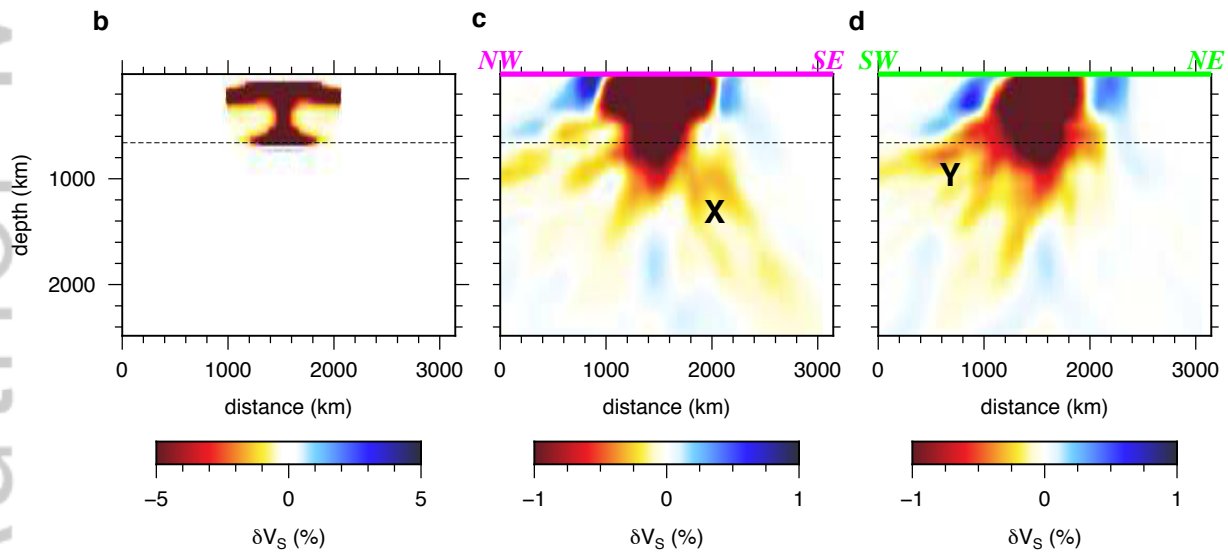 b
c
d
NW SE
SW NE
depth (km)
1000
2000
X
Y
0 1000 2000 3000
0 1000 2000 3000
0 1000 2000 3000
distance (km)
distance (km)
distance (km)
−5 0 5
−1 0 1
−1 0 1
δVS (%)
δVS (%)
δVS (%)